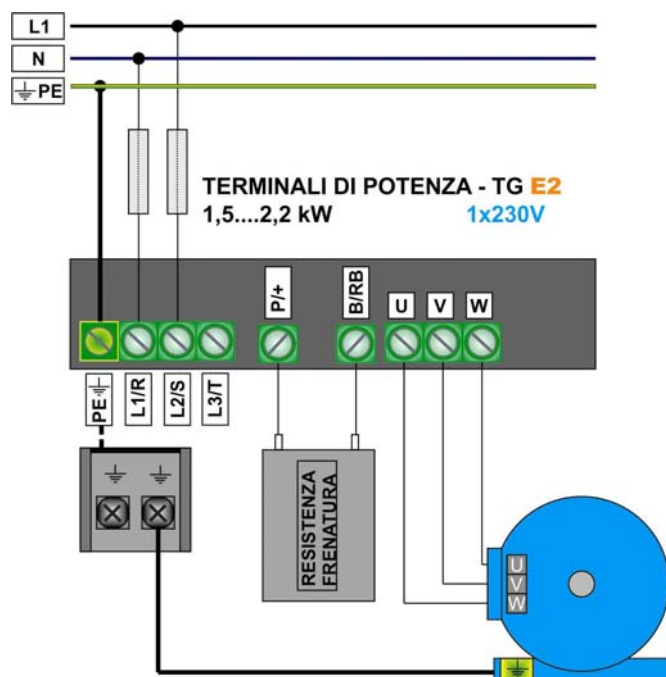 L1
N
PE
TERMINALI DI POTENZA - TG E2
1,5....2,2 kW 1x230V
P/+
B/RB
U
V
W
PE
L1/R
L2/S
L3/T
RESISTENZA
FRENATURA
U
V
W